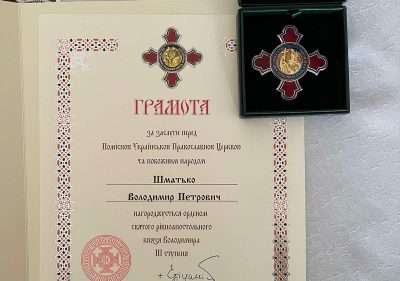 ГРАМОТА
за заслуги перед
Помісною Українською Православною Церквою
та побожним народом
Шматько
Володимир Петрович
нагороджується орденом
святого рівноапостольного
князя Володимира
III ступня